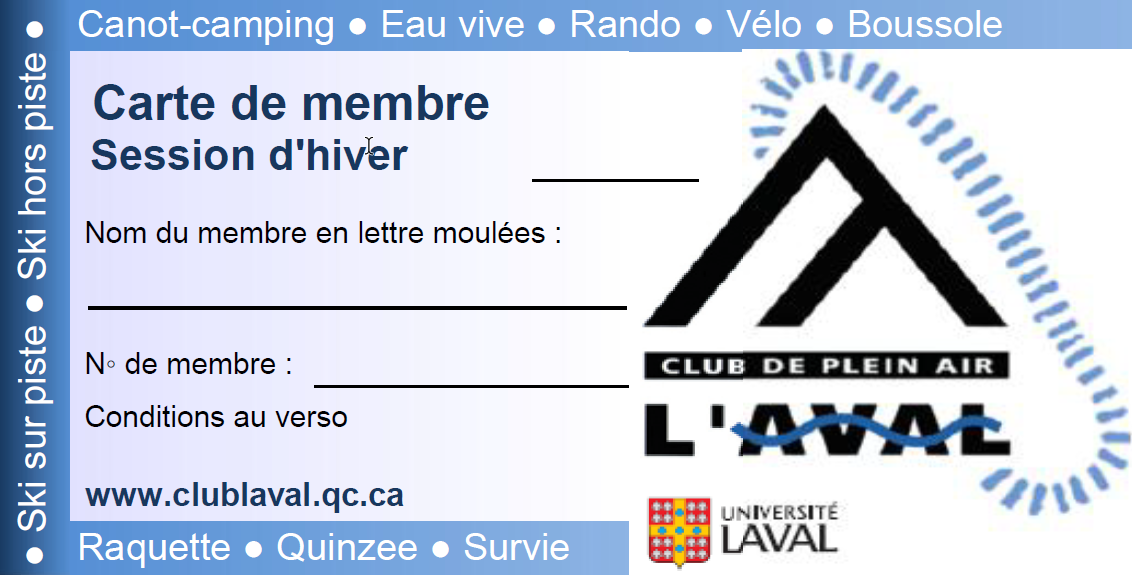 Canot-camping ● Eau vive ● Rando ● Vélo ● Boussole
● Ski sur piste ● Ski hors piste ●
Carte de membre
Session d'hiver
Nom du membre en lettre moulées :
N◦ de membre :
Conditions au verso
www.clublaval.qc.ca
Raquette ● Quinzee ● Survie
CLUB DE PLEIN AIR
L'AVAL
UNIVERSITÉ
LAVAL